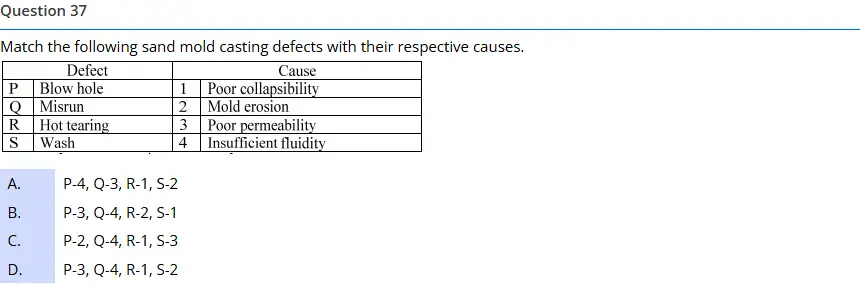 Question 37
Match the following sand mold casting defects with their respective causes.
Defect Cause
P Blow hole 1 Poor collapsibility
Q Misrun 2 Mold erosion
R Hot tearing 3 Poor permeability
S Wash 4 Insufficient fluidity
A. P-4, Q-3, R-1, S-2
B. P-3, Q-4, R-2, S-1
C. P-2, Q-4, R-1, S-3
D. P-3, Q-4, R-1, S-2